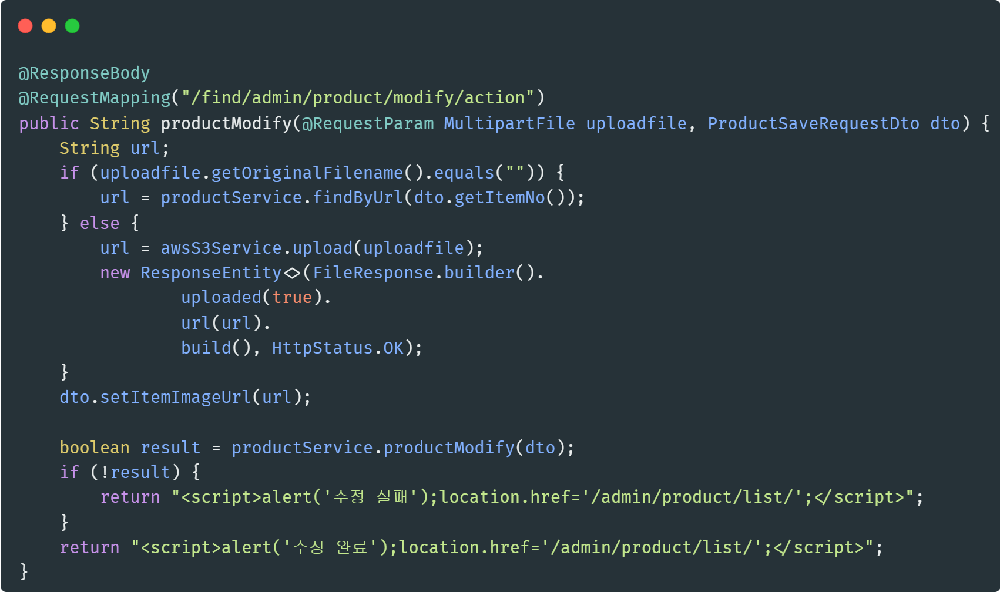 @ResponseBody
@RequestMapping("/find/admin/product/modify/action")
public String productModify(@RequestParam MultipartFile uploadfile, ProductSaveRequestDto dto) {
    String url;
    if (uploadfile.getOriginalFilename().equals("")) {
        url = productService.findByUrl(dto.getItemNo());
    } else {
        url = awsS3Service.upload(uploadfile);
        new ResponseEntity<>(FileResponse.builder().
                uploaded(true).
                url(url).
                build(), HttpStatus.OK);
    }
    dto.setItemImageUrl(url);

    boolean result = productService.productModify(dto);
    if (!result) {
        return "<script>alert('수정 실패');location.href='/admin/product/list/';</script>";
    }
    return "<script>alert('수정 완료');location.href='/admin/product/list/';</script>";
}